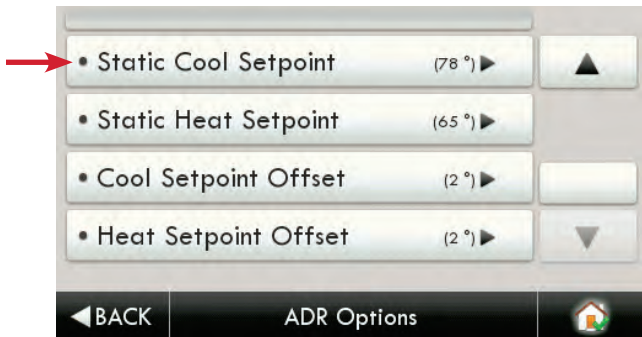 • Static Cool Setpoint (78 °) ▶
• Static Heat Setpoint (65 °) ▶
• Cool Setpoint Offset (2 °) ▶
• Heat Setpoint Offset (2 °) ▶
◀BACK ADR Options